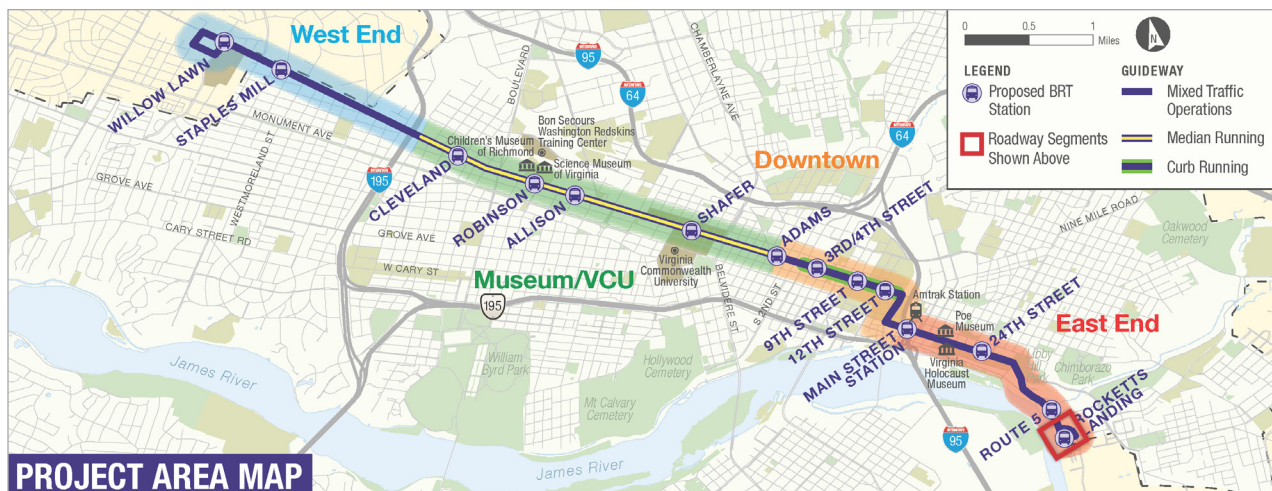 West End
WILLOW LAWN
STAPLES MILL
MONUMENT AVE
GROVE AVE
WESTMORELAND ST
CARY STREET RD
INTERSTATE
195
CLEVELAND
Children's Museum
of Richmond
BOULEVARD
Bon Secours
Washington Redskins
Training Center
Science Museum
of Virginia
ROBINSON
ALLISON
GROVE AVE
W CARY ST
Museum/VCU
195
95
64
CHAMBERLAYNE AVE
Downtown
64
SHAFER
Virginia
Commonwealth
University
BELVIDERE ST
S 2ND ST
ADAMS
3RD/4TH STREET
9TH STREET
12TH STREET
MAIN STREET
STATION
Amtrak Station
Poe
Museum
Virginia
Holocaust
Museum
24TH STREET
East End
NINE MILE ROAD
Oakwood
Cemetery
Libby
Hill
Park
Chimborazo
Park
ROUTE 5
ROCKETTS
LANDING
95
James River
William
Byrd Park
Hollywood
Cemetery
Mt Calvary
Cemetery
James River
PROJECT AREA MAP
0 0.5 1
Miles
N
LEGEND
Proposed BRT
Station
Roadway Segments
Shown Above
GUIDEWAY
Mixed Traffic
Operations
Median Running
Curb Running